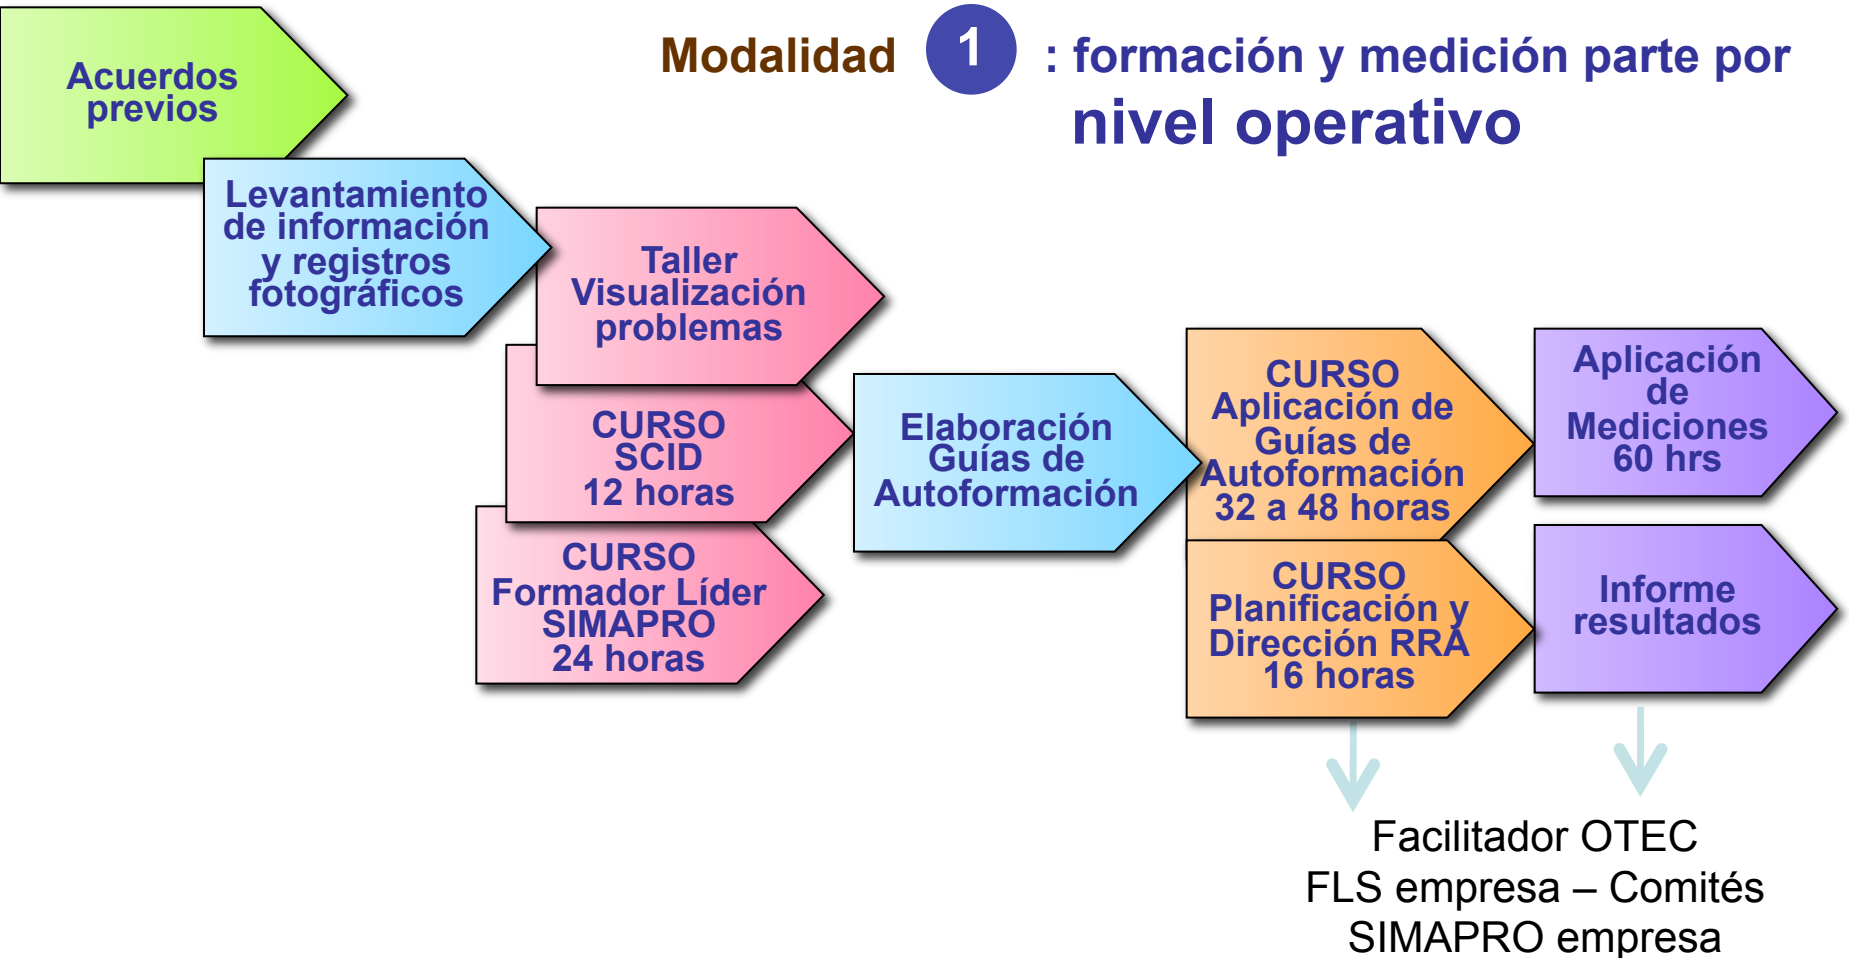 Modalidad 1 : formación y medición parte por
nivel operativo
Acuerdos
previos
Levantamiento
de información
y registros
fotográficos
Taller
Visualización
problemas
CURSO
SCID
12 horas
CURSO
Formador Líder
SIMAPRO
24 horas
Elaboración
Guías de
Autoformación
CURSO
Aplicación de
Guías de
Autoformación
32 a 48 horas
CURSO
Planificación y
Dirección RRA
16 horas
Aplicación
de
Mediciones
60 hrs
Informe
resultados
Facilitador OTEC
FLS empresa – Comités
SIMAPRO empresa